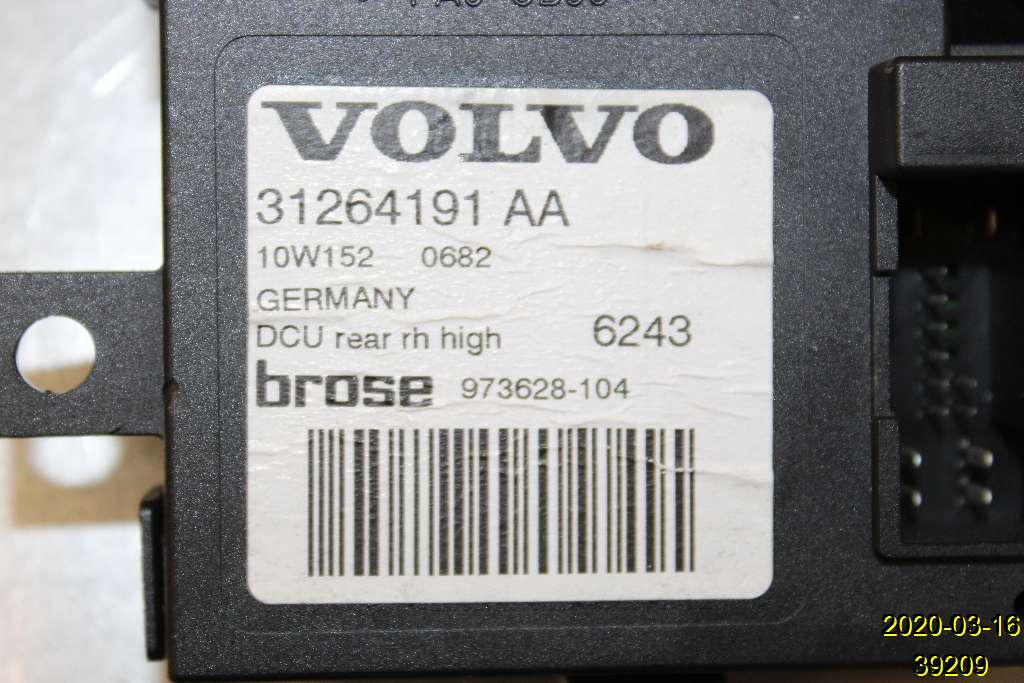 VOLVO
31264191 AA
10W152 0682
GERMANY
DCU rear rh high 6243
brose 973628-104
2020-03-16
39209